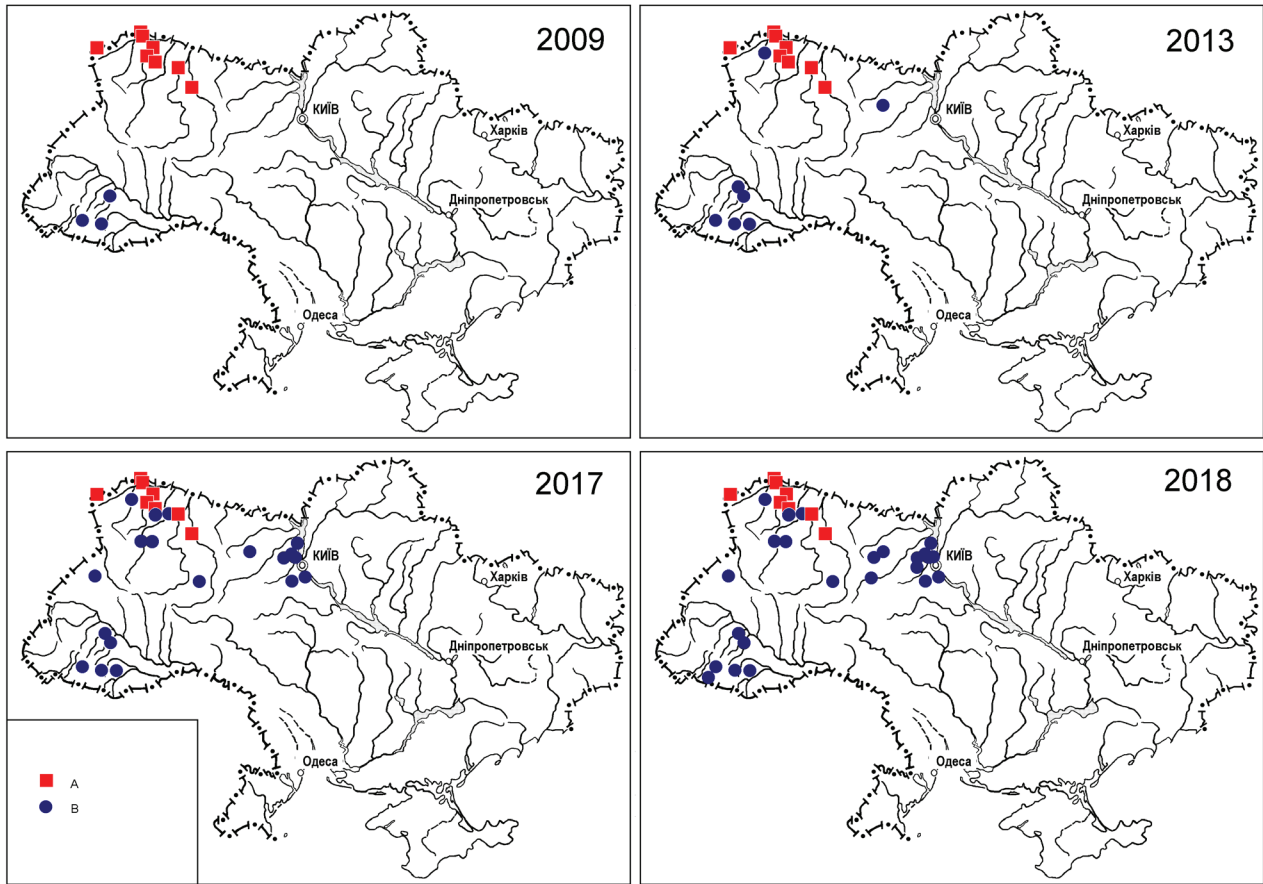 2009
КИЇВ
Харків
Дніпропетровськ
Одеса
2013
КИЇВ
Харків
Дніпропетровськ
Одеса
2017
КИЇВ
Харків
Дніпропетровськ
Одеса
A
B
2018
КИЇВ
Харків
Дніпропетровськ
Одеса